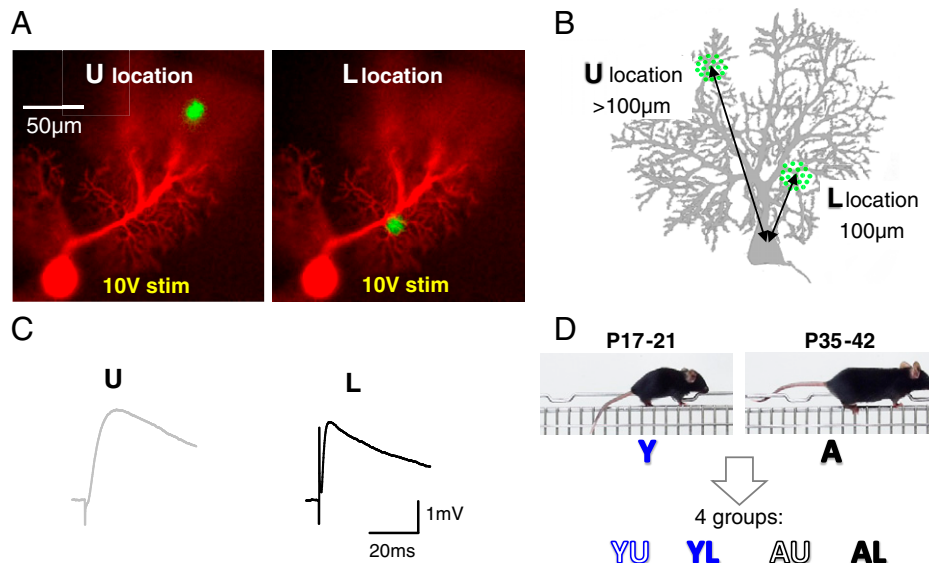 A
U location
50µm
10V stim
L location
10V stim
B
U location
>100µm
L location
100µm
C
U
L
1mV
20ms
D
P17-21
P35-42
Y
A
4 groups:
YU YL AU AL